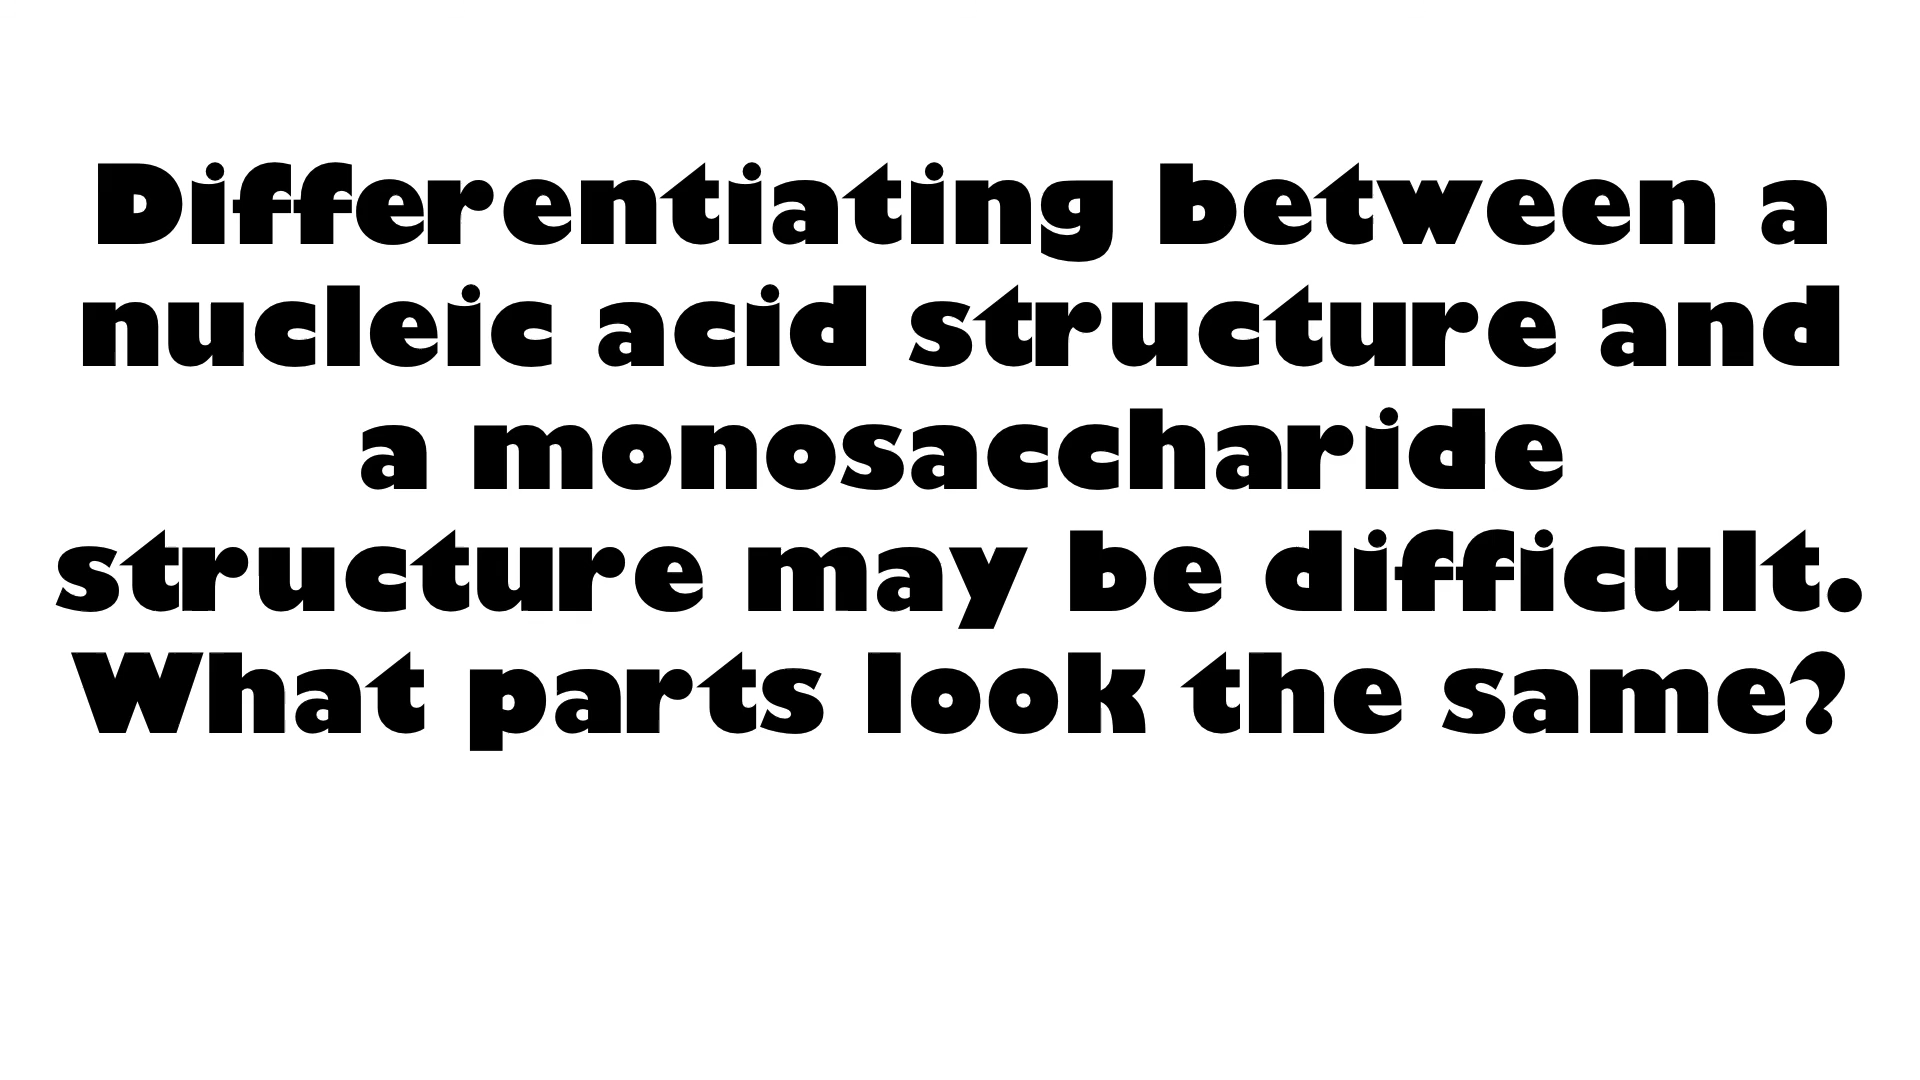 Differentiating between a
nucleic acid structure and
a monosaccharide
structure may be difficult.
What parts look the same?